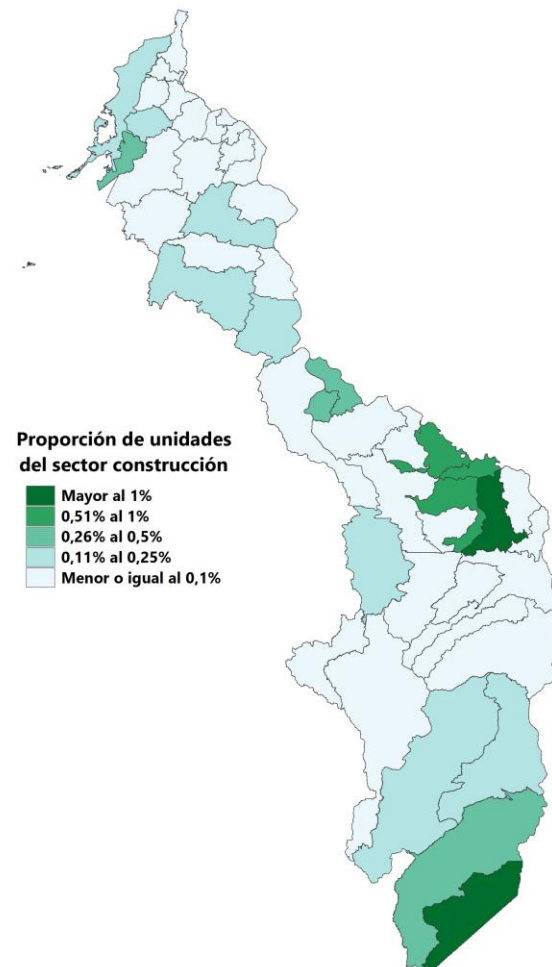 Proporción de unidades
del sector construcción
Mayor al 1%
0,51% al 1%
0,26% al 0,5%
0,11% al 0,25%
Menor o igual al 0,1%